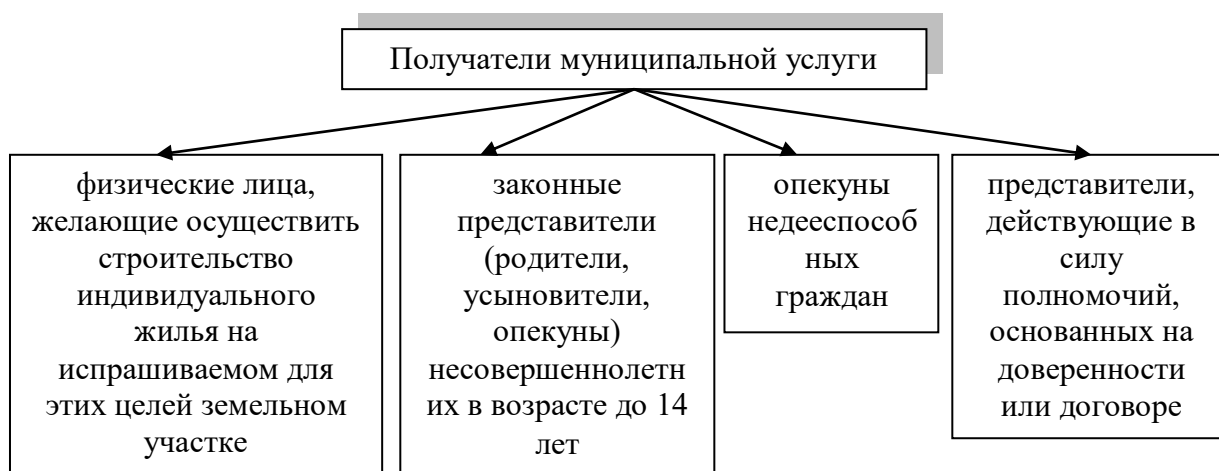 Получатели муниципальной услуги
физические лица,
желающие осуществить
строительство
индивидуального
жилья на
испрашиваемом для
этих целей земельном
участке
законные
представители
(родители,
усыновители,
опекуны)
несовершеннолетн
их в возрасте до 14
лет
опекуны
недееспособ
ных
граждан
представители,
действующие в
силу
полномочий,
основанных на
доверенности
или договоре